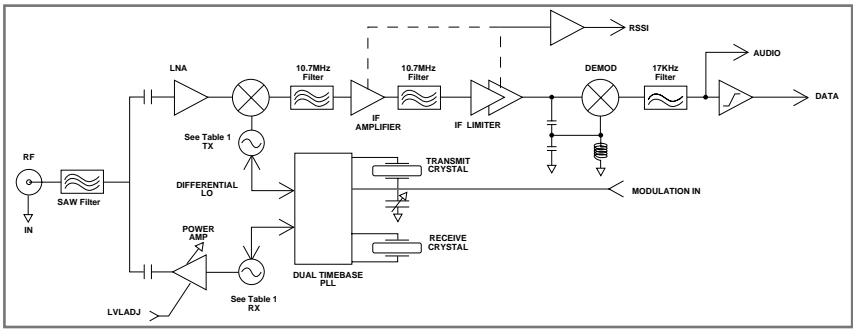 RSSI
AUDIO
LNA
10.7MHz
Filter
10.7MHz
Filter
DEMOD
17KHz
Filter
DATA
IF
AMPLIFIER
IF LIMITER
See Table 1
TX
RF
TRANSMIT
CRYSTAL
DIFFERENTIAL
LO
MODULATION IN
SAW Filter
IN
POWER
AMP
RECEIVE
CRYSTAL
DUAL TIMEBASE
PLL
See Table 1
RX
LVLADJ